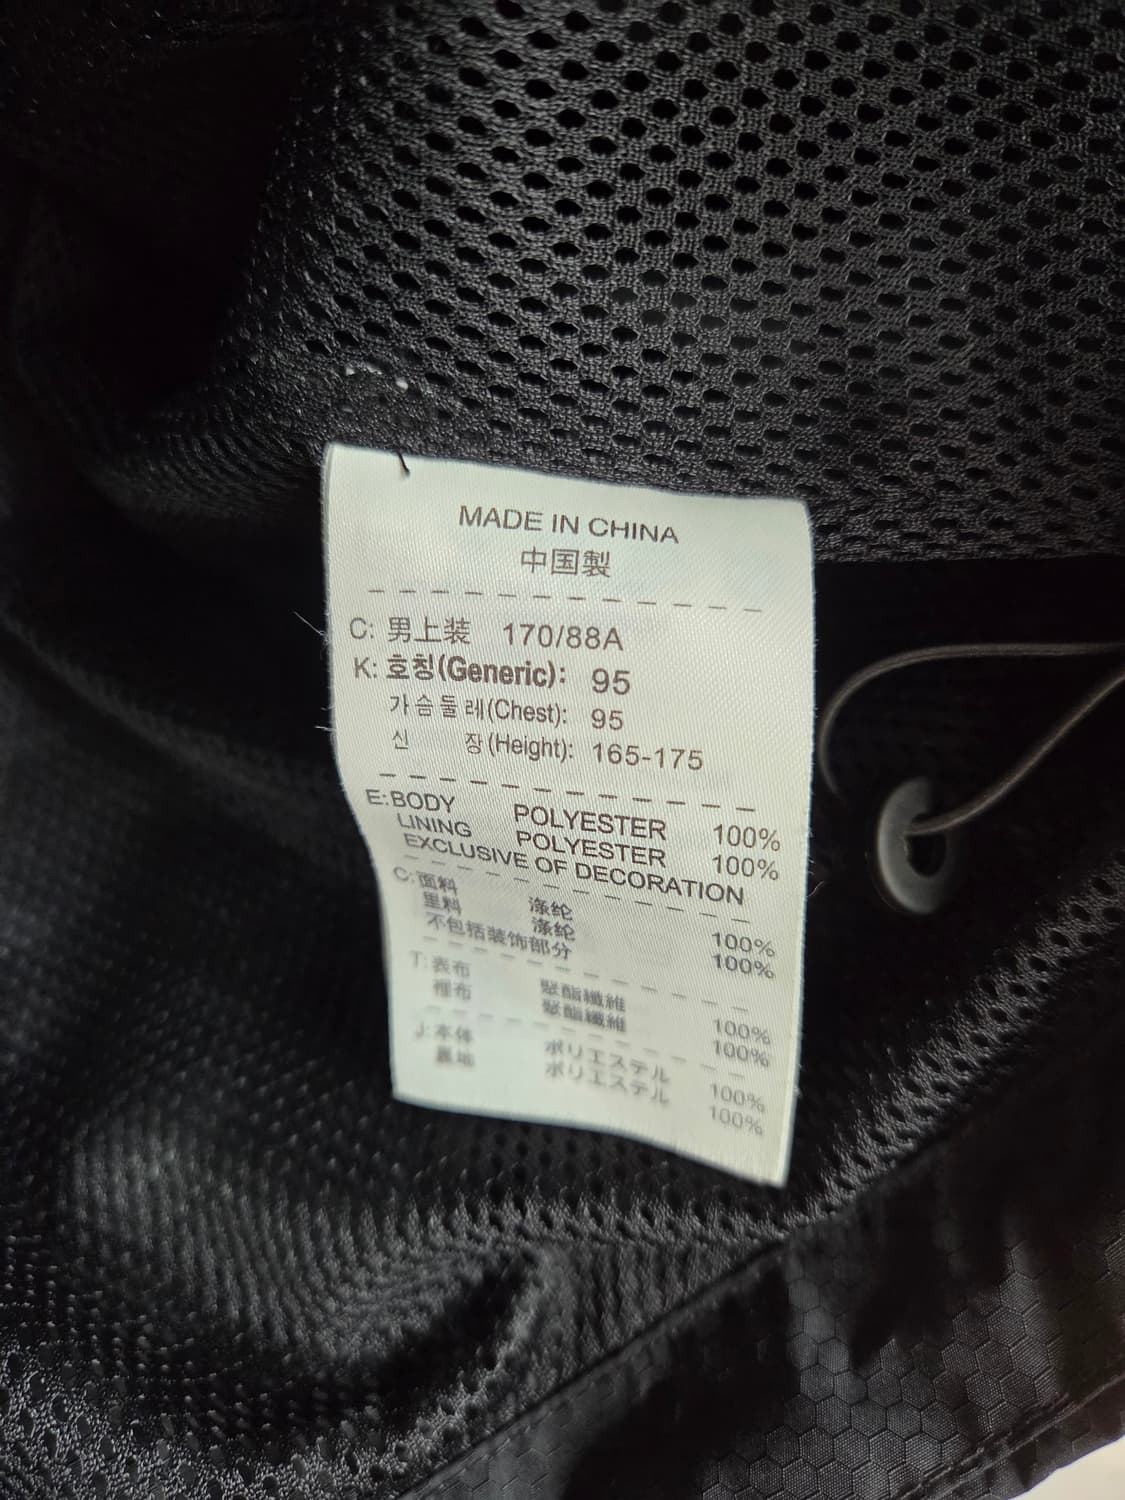 MADE IN CHINA
中国製
C: 男上装 170/88A
K: 호칭(Generic): 95
가슴둘레(Chest): 95
신 장(Height): 165-175
E:BODY POLYESTER 100%
LINING POLYESTER 100%
EXCLUSIVE OF DECORATION
C:面料 涤纶 100%
里料 涤纶 100%
不包括装饰部分
T:表布 聚酯纖維 100%
裡布 聚酯纖維 100%
J:本体 ポリエステル 100%
裏地 ポリエステル 100%